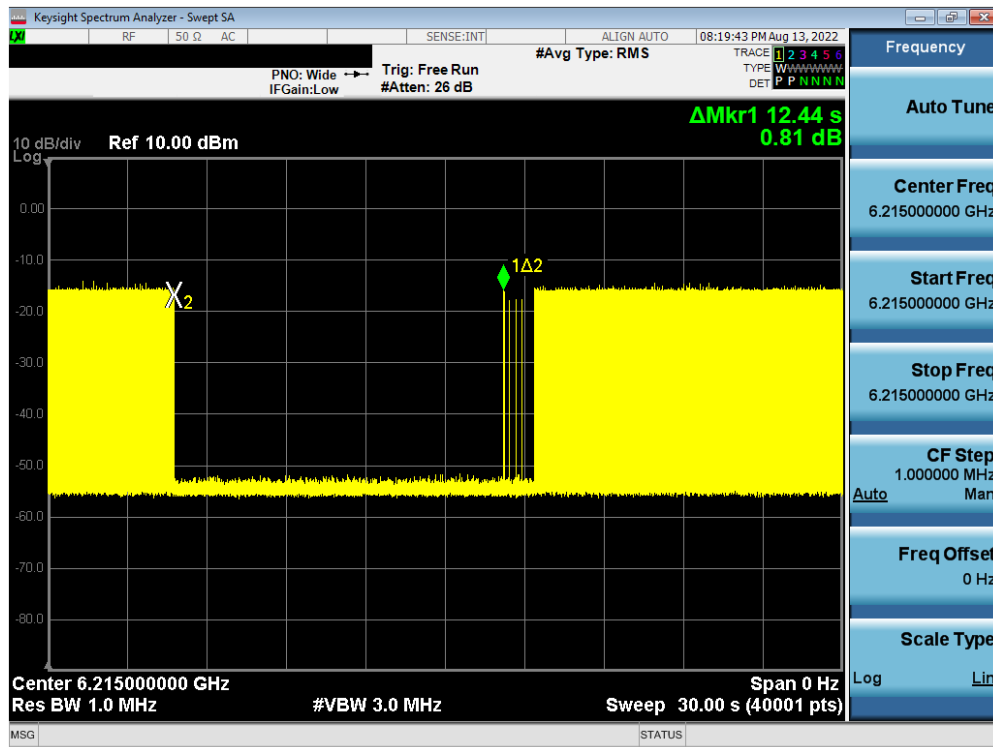 Keysight Spectrum Analyzer - Swept SA
LXI RF 50 Ω AC SENSE:INT ALIGN AUTO 08:19:43 PM Aug 13, 2022
#Avg Type: RMS
TRACE 1 2 3 4 5 6
TYPE W W W W W W
DET P P N N N N
PNO: Wide
IFGain:Low
Trig: Free Run
#Atten: 26 dB
ΔMkr1 12.44 s
0.81 dB
10 dB/div
Log
Ref 10.00 dBm
0.00
-10.0
-20.0
-30.0
-40.0
-50.0
-60.0
-70.0
-80.0
1Δ2
X2
Center 6.215000000 GHz
Res BW 1.0 MHz
#VBW 3.0 MHz
Span 0 Hz
Sweep 30.00 s (40001 pts)
MSG
STATUS
Frequency
Auto Tune
Center Freq
6.215000000 GHz
Start Freq
6.215000000 GHz
Stop Freq
6.215000000 GHz
CF Step
1.000000 MHz
Auto Man
Freq Offset
0 Hz
Scale Type
Log Lin